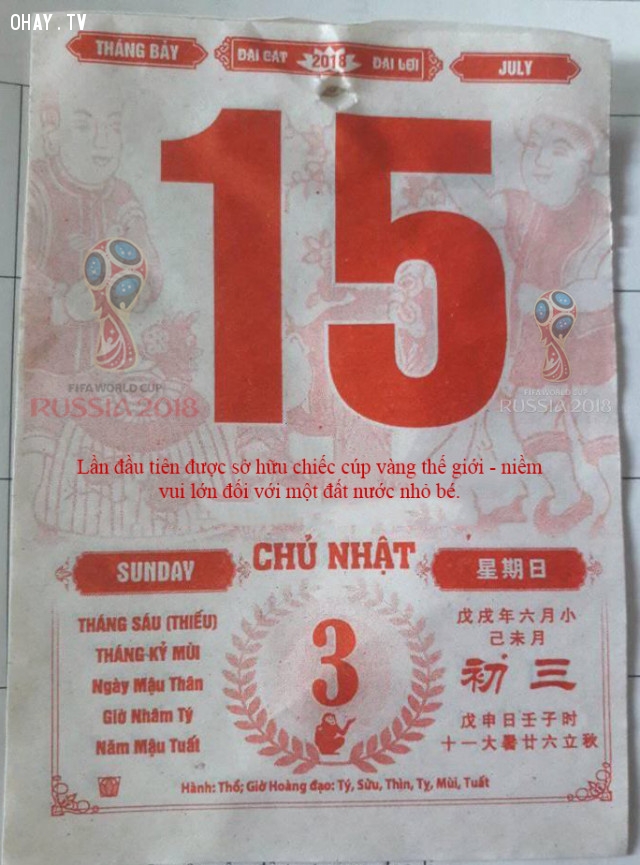 OHAY.TV
THÁNG BẢY
ĐẠI CÁT 2018 ĐẠI LỢI
JULY
15
FIFA WORLD CUP
RUSSIA 2018
FIFA WORLD CUP
RUSSIA 2018
Lần đầu tiên được sở hữu chiếc cúp vàng thế giới - niềm
vui lớn đối với một đất nước nhỏ bé.
SUNDAY
CHỦ NHẬT
星期日
THÁNG SÁU (THIẾU)
THÁNG KỶ MÙI
Ngày Mậu Thân
Giờ Nhâm Tý
Năm Mậu Tuất
3
戊戌年六月小
己未月
初三
戊申日壬子时
十一大暑廿六立秋
Hành: Thổ; Giờ Hoàng đạo: Tý, Sửu, Thìn, Tỵ, Mùi, Tuất